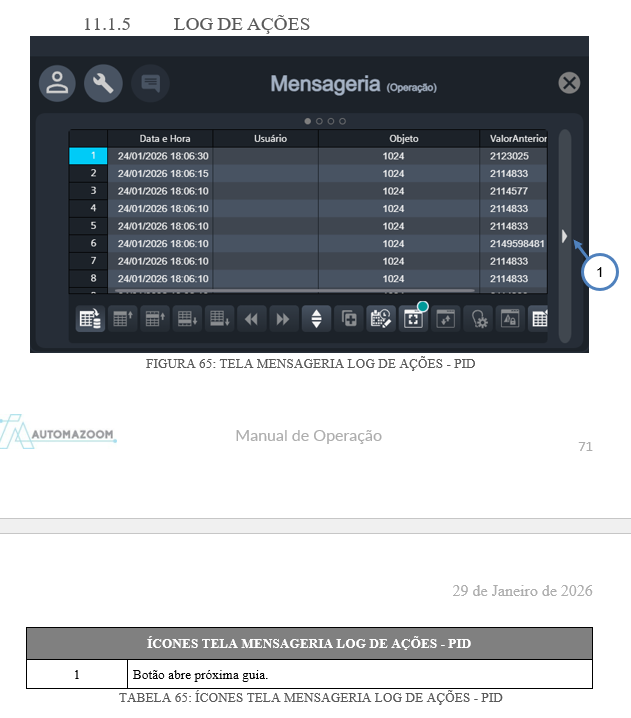 11.1.5 LOG DE AÇÕES
Mensageria (Operação)
Data e Hora Usuário Objeto ValorAnterior
1 24/01/2026 18:06:30 1024 2123025
2 24/01/2026 18:06:15 1024 2114833
3 24/01/2026 18:06:10 1024 2114577
4 24/01/2026 18:06:10 1024 2114833
5 24/01/2026 18:06:10 1024 2114833
6 24/01/2026 18:06:10 1024 2149598481
7 24/01/2026 18:06:10 1024 2114833
8 24/01/2026 18:06:10 1024 2114833
1
FIGURA 65: TELA MENSAGERIA LOG DE AÇÕES - PID
AUTOMAZOOM
Manual de Operação
71
29 de Janeiro de 2026
ÍCONES TELA MENSAGERIA LOG DE AÇÕES - PID
1 Botão abre próxima guia.
TABELA 65: ÍCONES TELA MENSAGERIA LOG DE AÇÕES - PID